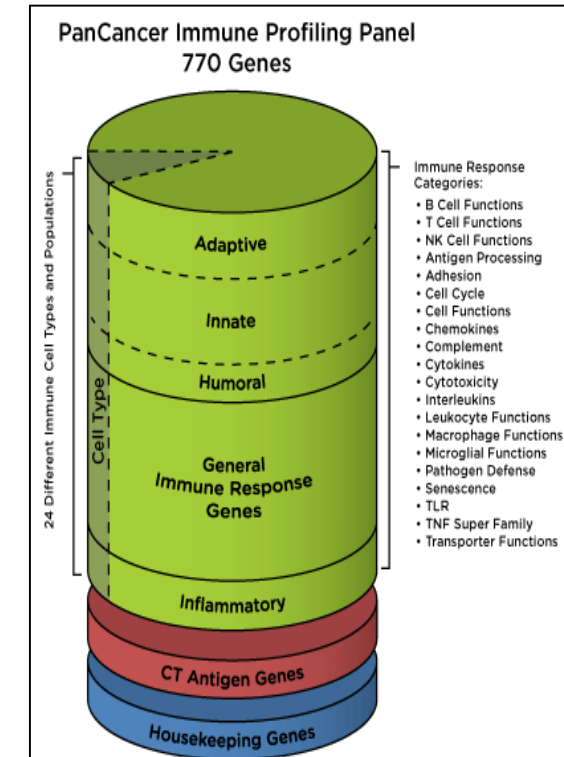 PanCancer Immune Profiling Panel
770 Genes
24 Different Immune Cell Types and Populations
Cell Type
Adaptive
Innate
Humoral
General
Immune Response
Genes
Inflammatory
CT Antigen Genes
Housekeeping Genes
Immune Response
Categories:
• B Cell Functions
• T Cell Functions
• NK Cell Functions
• Antigen Processing
• Adhesion
• Cell Cycle
• Cell Functions
• Chemokines
• Complement
• Cytokines
• Cytotoxicity
• Interleukins
• Leukocyte Functions
• Macrophage Functions
• Microglial Functions
• Pathogen Defense
• Senescence
• TLR
• TNF Super Family
• Transporter Functions